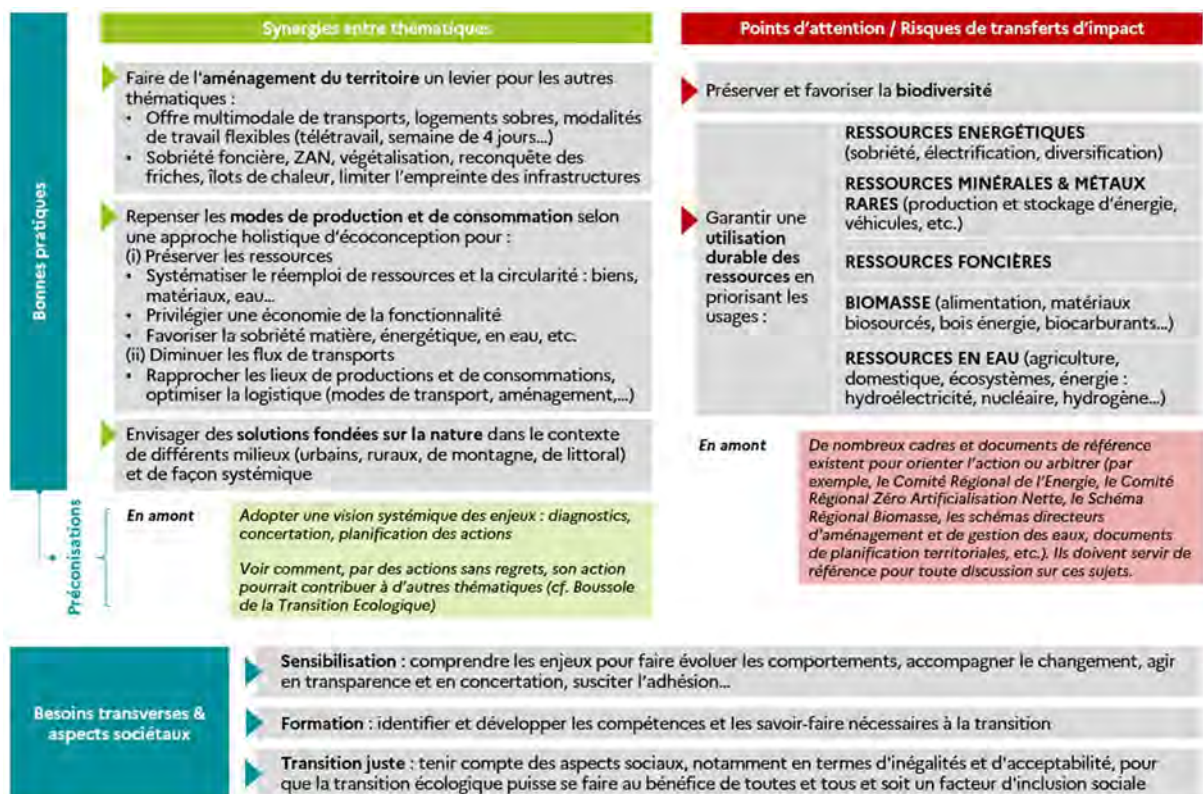 Synergies entre thématiques
Points d'attention / Risques de transferts d'impact
Bonnes pratiques
Faire de l'aménagement du territoire un levier pour les autres
thématiques :
• Offre multimodale de transports, logements sobres, modalités
de travail flexibles (télétravail, semaine de 4 jours...)
• Sobriété foncière, ZAN, végétalisation, reconquête des
friches, îlots de chaleur, limiter l'empreinte des infrastructures
Repenser les modes de production et de consommation selon
une approche holistique d'écoconception pour :
(i) Préserver les ressources
• Systématiser le réemploi de ressources et la circularité : biens,
matériaux, eau...
• Privilégier une économie de la fonctionnalité
• Favoriser la sobriété matière, énergétique, en eau, etc.
(ii) Diminuer les flux de transports
• Rapprocher les lieux de productions et de consommations,
optimiser la logistique (modes de transport, aménagement,...)
Envisager des solutions fondées sur la nature dans le contexte
de différents milieux (urbains, ruraux, de montagne, de littoral)
et de façon systémique
Préserver et favoriser la biodiversité
Garantir une
utilisation
durable des
ressources en
priorisant les
usages :
RESSOURCES ENERGÉTIQUES
(sobriété, électrification, diversification)
RESSOURCES MINÉRALES & MÉTAUX
RARES (production et stockage d'énergie,
véhicules, etc.)
RESSOURCES FONCIÈRES
BIOMASSE (alimentation, matériaux
biosourcés, bois énergie, biocarburants...)
RESSOURCES EN EAU (agriculture,
domestique, écosystèmes, énergie :
hydroélectricité, nucléaire, hydrogène...)
Préconisations
En amont
Adopter une vision systémique des enjeux : diagnostics,
concertation, planification des actions
Voir comment, par des actions sans regrets, son action
pourrait contribuer à d'autres thématiques (cf. Boussole
de la Transition Ecologique)
En amont
De nombreux cadres et documents de référence
existent pour orienter l'action ou arbitrer (par
exemple, le Comité Régional de l'Energie, le Comité
Régional Zéro Artificialisation Nette, le Schéma
Régional Biomasse, les schémas directeurs
d'aménagement et de gestion des eaux, documents
de planification territoriales, etc.). Ils doivent servir de
référence pour toute discussion sur ces sujets.
Besoins transverses &
aspects sociétaux
Sensibilisation : comprendre les enjeux pour faire évoluer les comportements, accompagner le changement, agir
en transparence et en concertation, susciter l'adhésion...
Formation : identifier et développer les compétences et les savoir-faire nécessaires à la transition
Transition juste : tenir compte des aspects sociaux, notamment en termes d'inégalités et d'acceptabilité, pour
que la transition écologique puisse se faire au bénéfice de toutes et tous et soit un facteur d'inclusion sociale